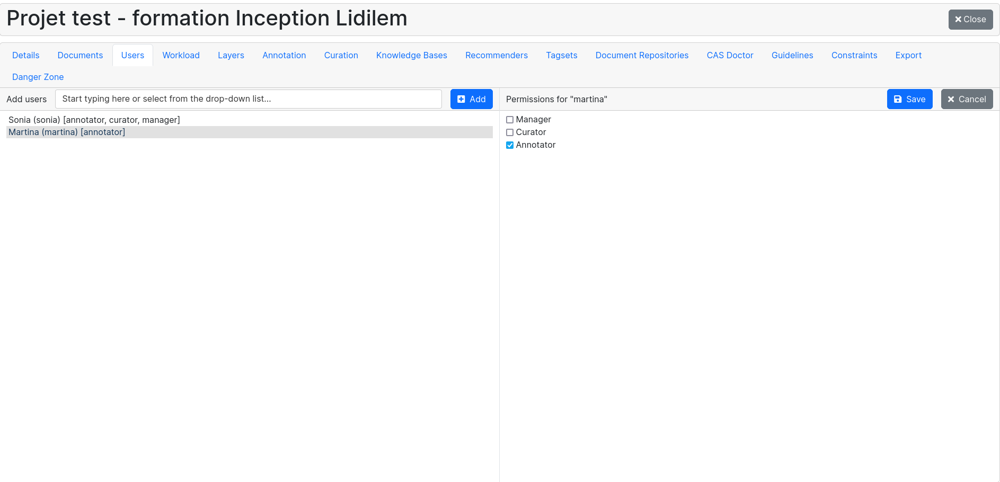 Projet test - formation Inception Lidilem
Close
Details Documents Users Workload Layers Annotation Curation Knowledge Bases Recommenders Tagsets Document Repositories CAS Doctor Guidelines Constraints Export
Danger Zone
Add users Start typing here or select from the drop-down list... Add
Sonia (sonia) [annotator, curator, manager]
Martina (martina) [annotator]
Permissions for "martina" Save Cancel
Manager
Curator
Annotator